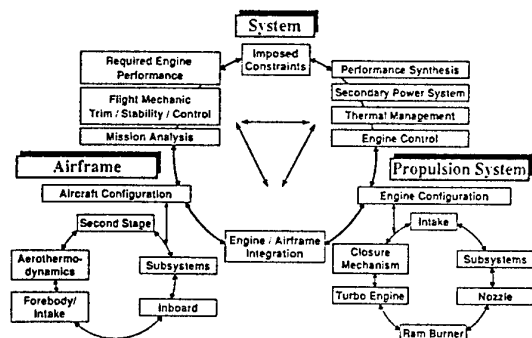 System
Required Engine
Performance
Imposed
Constraints
Performance Synthesis
Flight Mechanic
Trim / Stability / Control
Secondary Power System
Thermal Management
Mission Analysis
Engine Control
Airframe
Propulsion System
Aircraft Configuration
Engine Configuration
Second Stage
Intake
Engine / Airframe
Integration
Aerothermo-
dynamics
Subsystems
Closure
Mechanism
Subsystems
Forebody/
Intake
Inboard
Turbo Engine
Nozzle
Ram Burner